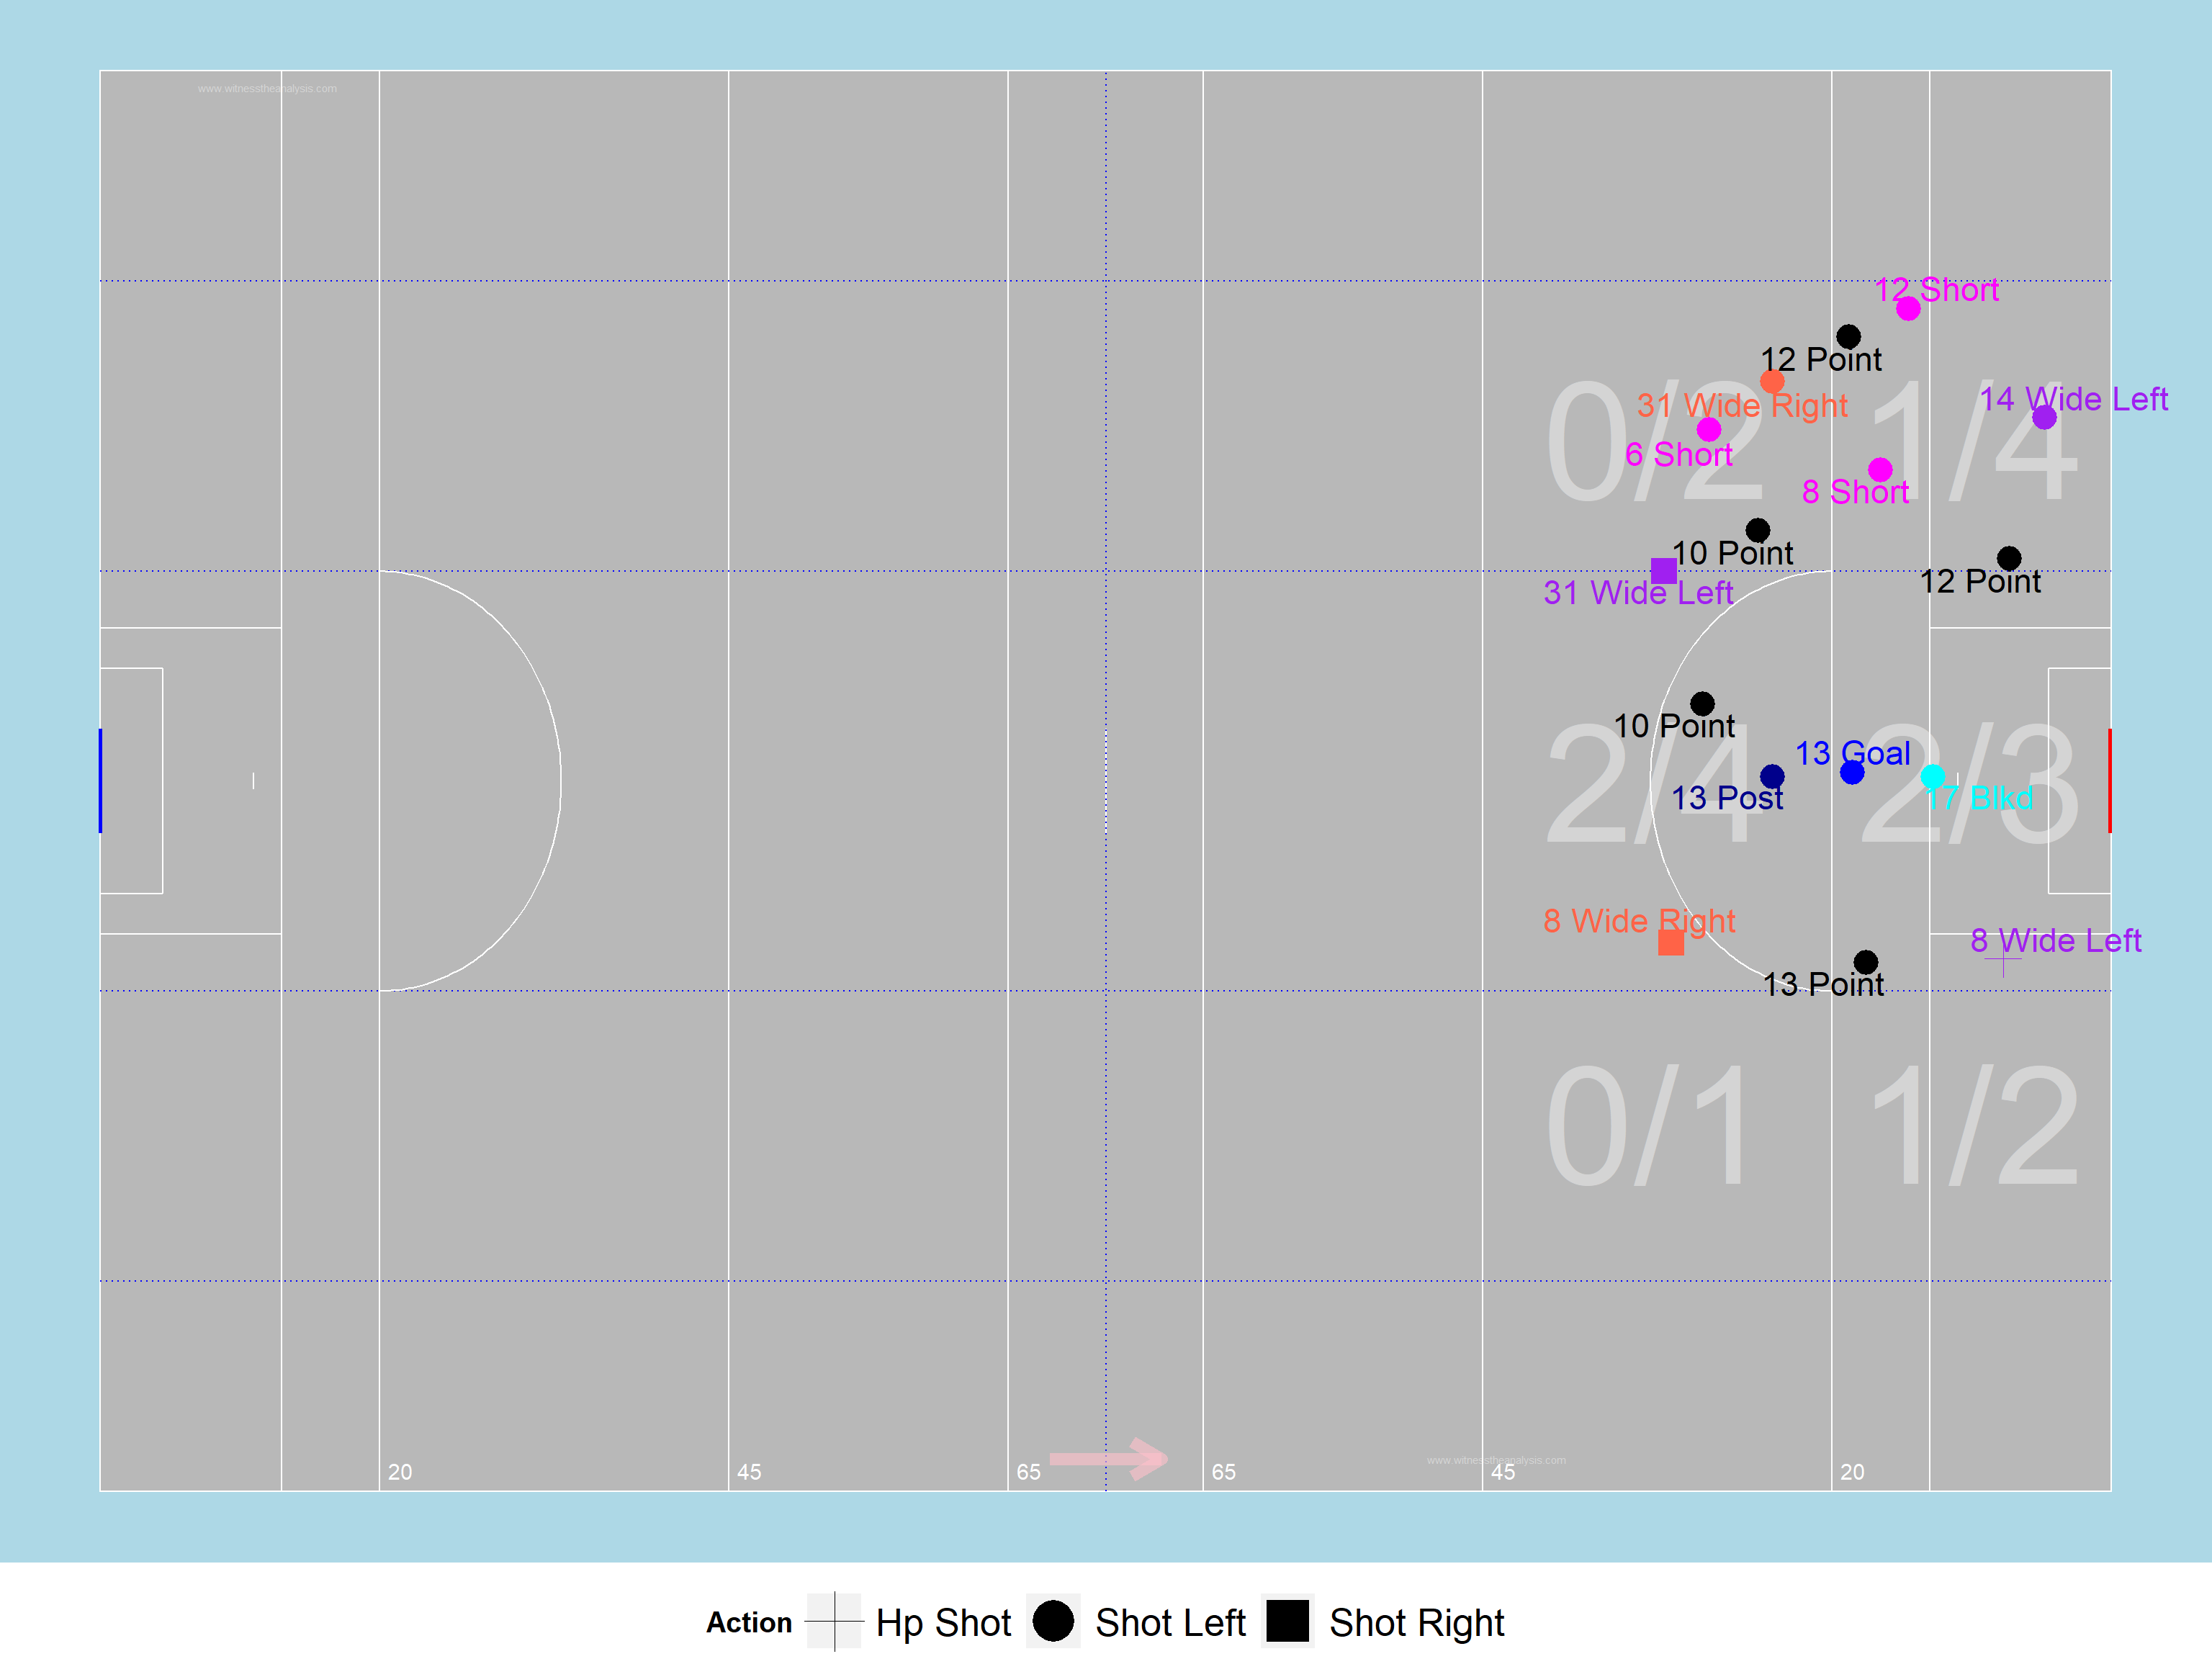 www.witnesstheanalysis.com
12 Short
12 Point
31 Wide Right
14 Wide Left
0/2
1/4
6 Short
8 Short
10 Point
12 Point
31 Wide Left
10 Point
13 Goal
2/4
2/3
13 Post
17 Blkd
8 Wide Right
8 Wide Left
13 Point
0/1
1/2
www.witnesstheanalysis.com
20
45
65
65
45
20
Action Hp Shot Shot Left Shot Right